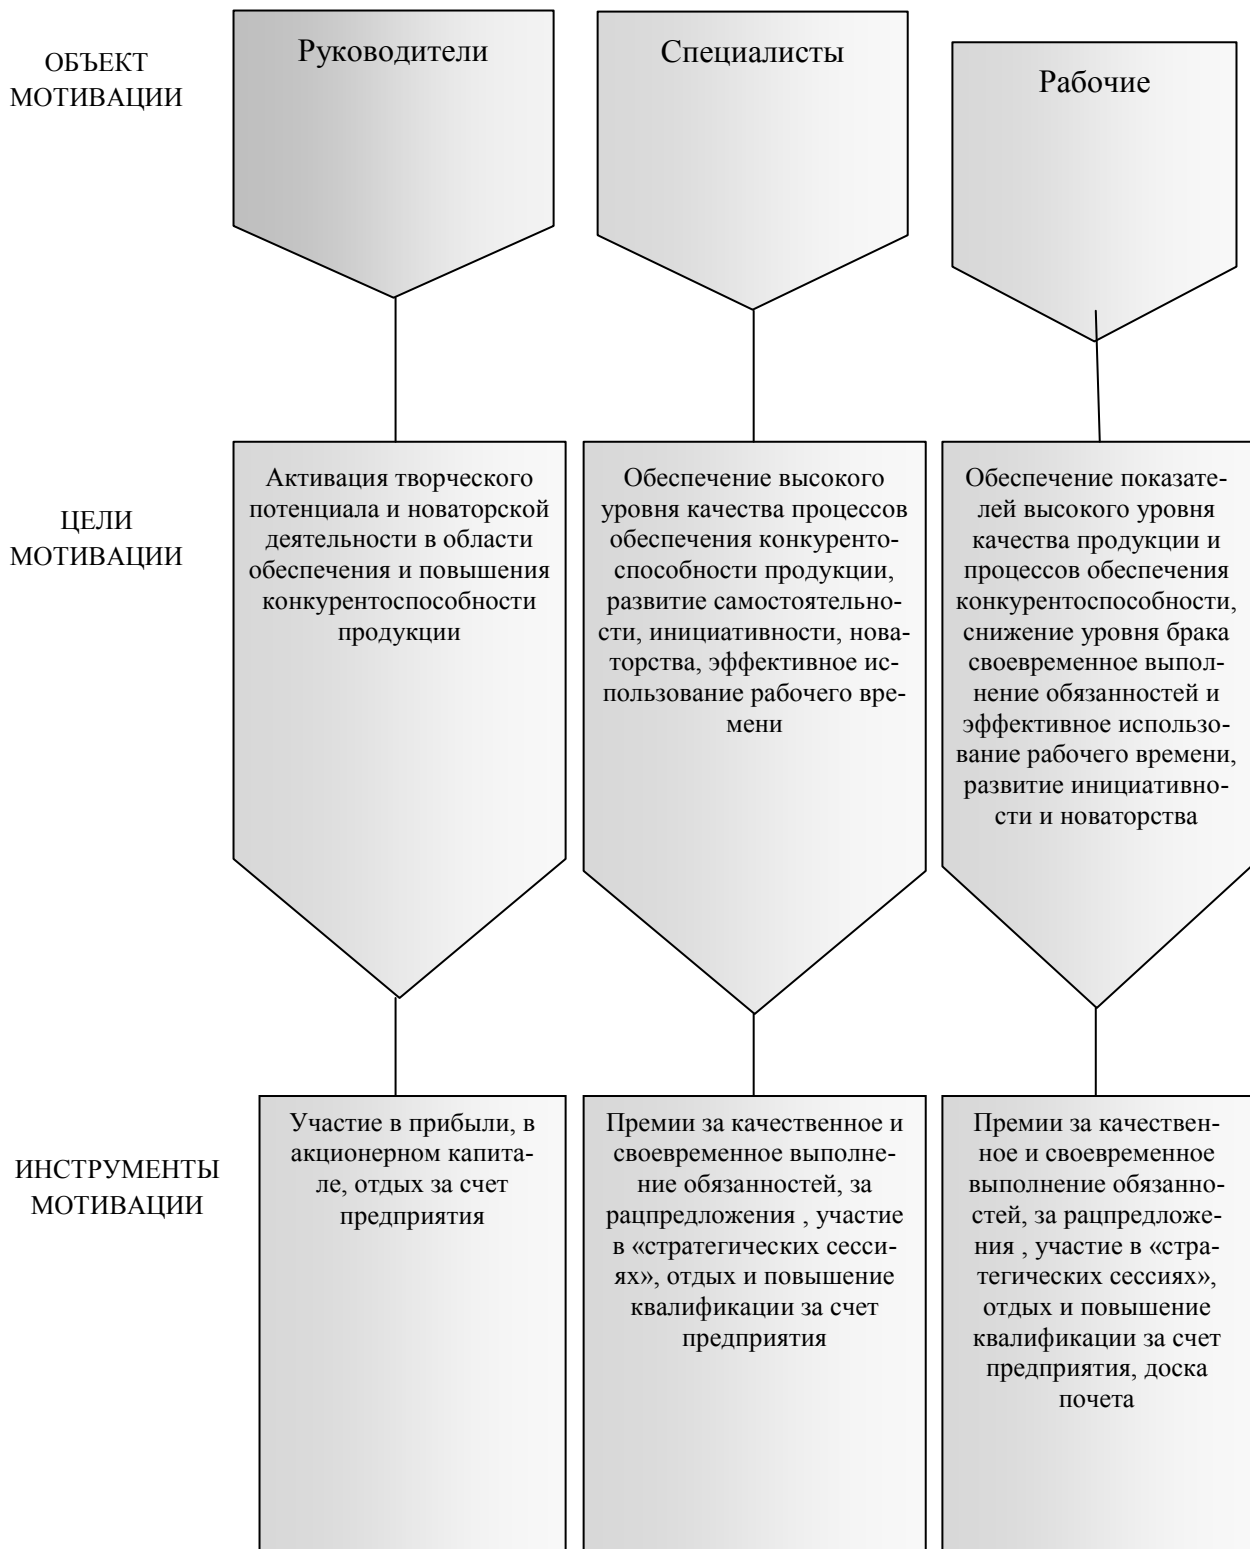 ОБЪЕКТ
МОТИВАЦИИ
Руководители
Специалисты
Рабочие
ЦЕЛИ
МОТИВАЦИИ
Активация творческого
потенциала и новаторской
деятельности в области
обеспечения и повышения
конкурентоспособности
продукции
Обеспечение высокого
уровня качества процессов
обеспечения конкуренто-
способности продукции,
развитие самостоятельно-
сти, инициативности, нова-
торства, эффективное ис-
пользование рабочего вре-
мени
Обеспечение показате-
лей высокого уровня
качества продукции и
процессов обеспечения
конкурентоспособности,
снижение уровня брака
своевременное выпол-
нение обязанностей и
эффективное использо-
вание рабочего времени,
развитие инициативно-
сти и новаторства
ИНСТРУМЕНТЫ
МОТИВАЦИИ
Участие в прибыли, в
акционерном капита-
ле, отдых за счет
предприятия
Премии за качественное и
своевременное выполне-
ние обязанностей, за
рацпредложения , участие
в «стратегических сесси-
ях», отдых и повышение
квалификации за счет
предприятия
Премии за качествен-
ное и своевременное
выполнение обязанно-
стей, за рацпредложе-
ния , участие в «стра-
тегических сессиях»,
отдых и повышение
квалификации за счет
предприятия, доска
почета